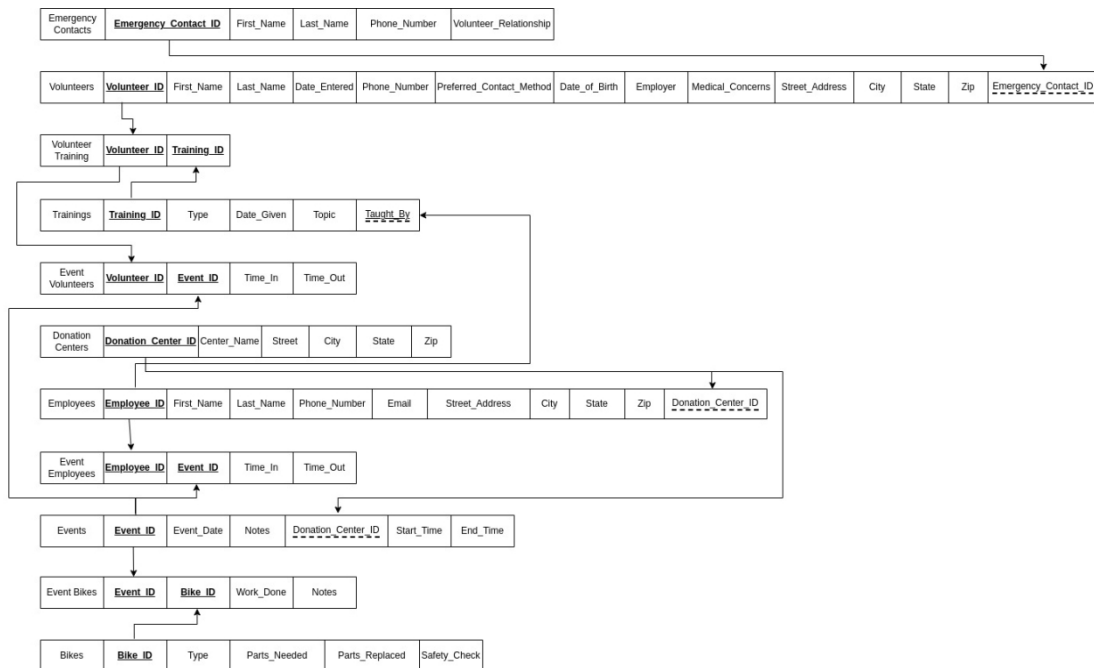 Emergency Contacts Emergency_Contact_ID First_Name Last_Name Phone_Number Volunteer_Relationship
Volunteers Volunteer_ID First_Name Last_Name Date_Entered Phone_Number Preferred_Contact_Method Date_of_Birth Employer Medical_Concerns Street_Address City State Zip Emergency_Contact_ID
Volunteer Training Volunteer_ID Training_ID
Trainings Training_ID Type Date_Given Topic Taught_By
Event Volunteers Volunteer_ID Event_ID Time_In Time_Out
Donation Centers Donation_Center_ID Center_Name Street City State Zip
Employees Employee_ID First_Name Last_Name Phone_Number Email Street_Address City State Zip Donation_Center_ID
Event Employees Employee_ID Event_ID Time_In Time_Out
Events Event_ID Event_Date Notes Donation_Center_ID Start_Time End_Time
Event Bikes Event_ID Bike_ID Work_Done Notes
Bikes Bike_ID Type Parts_Needed Parts_Replaced Safety_Check